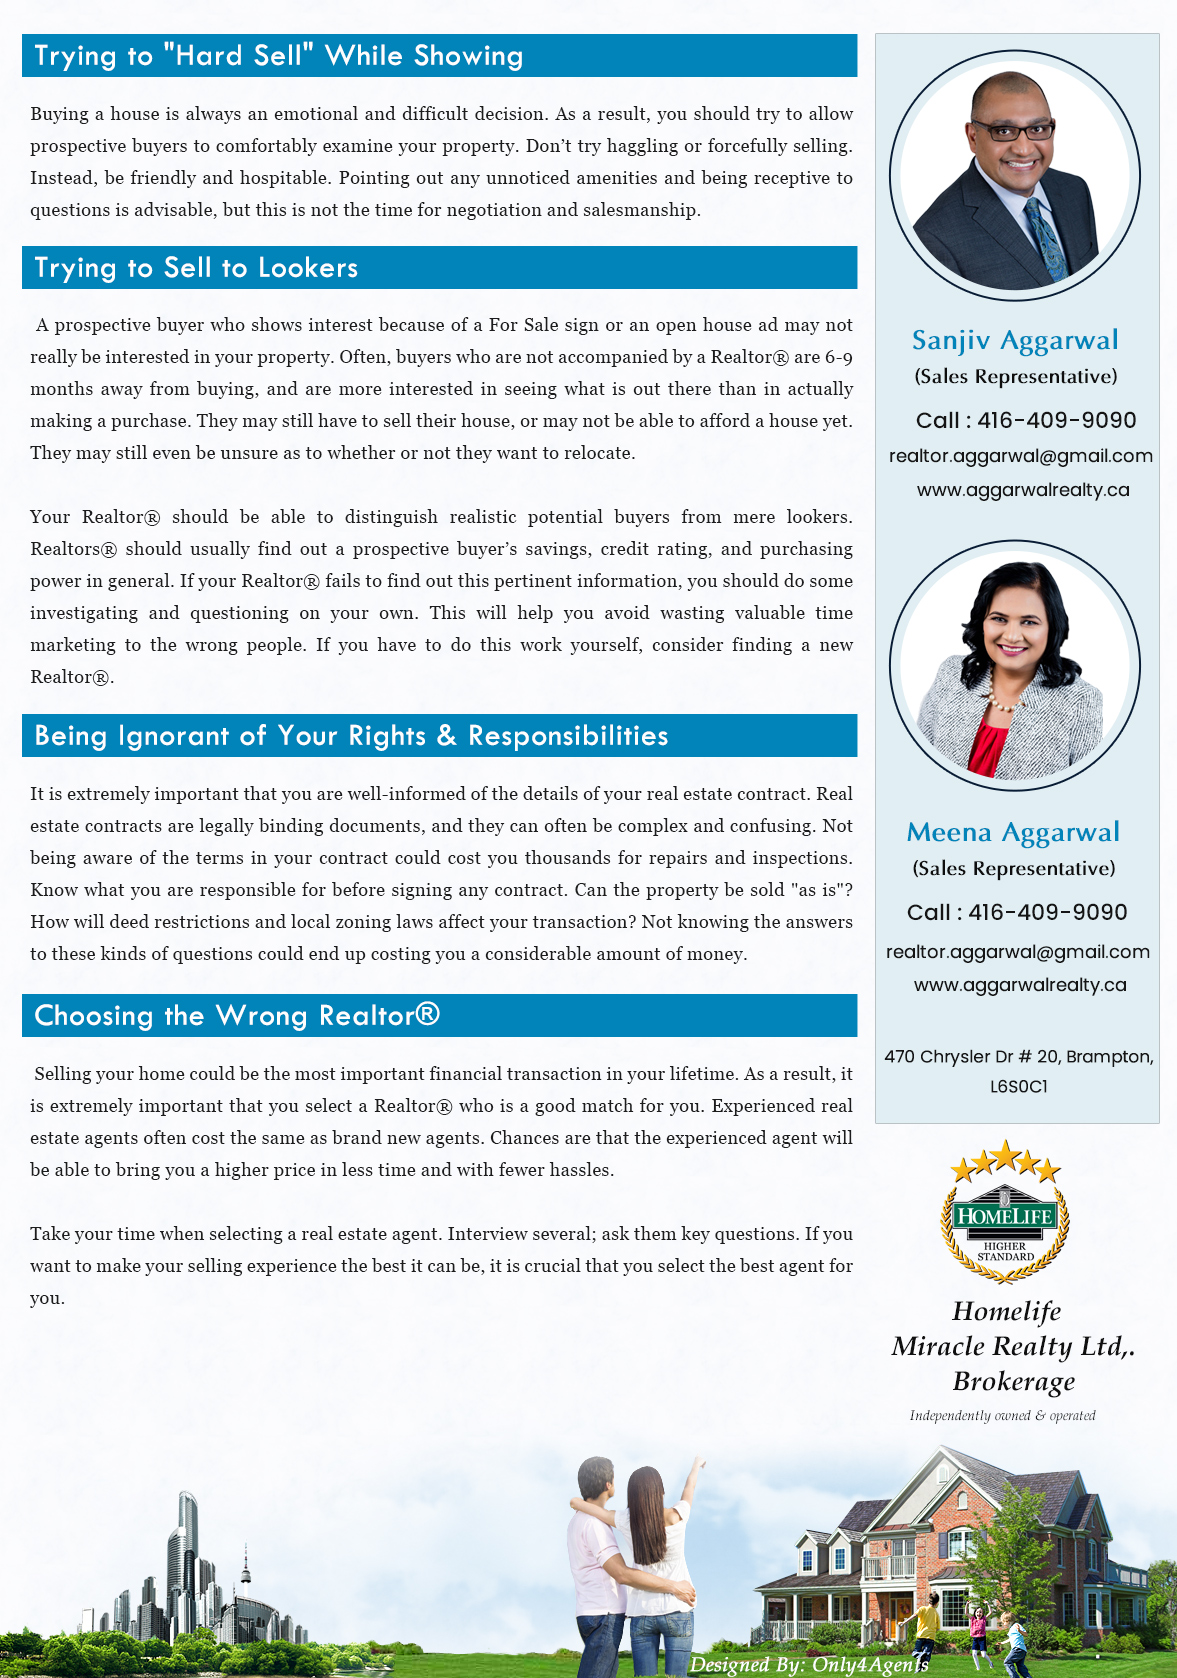 Trying to "Hard Sell" While Showing
Buying a house is always an emotional and difficult decision. As a result, you should try to allow
prospective buyers to comfortably examine your property. Don’t try haggling or forcefully selling.
Instead, be friendly and hospitable. Pointing out any unnoticed amenities and being receptive to
questions is advisable, but this is not the time for negotiation and salesmanship.
Trying to Sell to Lookers
A prospective buyer who shows interest because of a For Sale sign or an open house ad may not
really be interested in your property. Often, buyers who are not accompanied by a Realtor® are 6-9
months away from buying, and are more interested in seeing what is out there than in actually
making a purchase. They may still have to sell their house, or may not be able to afford a house yet.
They may still even be unsure as to whether or not they want to relocate.
Your Realtor® should be able to distinguish realistic potential buyers from mere lookers.
Realtors® should usually find out a prospective buyer’s savings, credit rating, and purchasing
power in general. If your Realtor® fails to find out this pertinent information, you should do some
investigating and questioning on your own. This will help you avoid wasting valuable time
marketing to the wrong people. If you have to do this work yourself, consider finding a new
Realtor®.
Being Ignorant of Your Rights & Responsibilities
It is extremely important that you are well-informed of the details of your real estate contract. Real
estate contracts are legally binding documents, and they can often be complex and confusing. Not
being aware of the terms in your contract could cost you thousands for repairs and inspections.
Know what you are responsible for before signing any contract. Can the property be sold "as is"?
How will deed restrictions and local zoning laws affect your transaction? Not knowing the answers
to these kinds of questions could end up costing you a considerable amount of money.
Choosing the Wrong Realtor®
Selling your home could be the most important financial transaction in your lifetime. As a result, it
is extremely important that you select a Realtor® who is a good match for you. Experienced real
estate agents often cost the same as brand new agents. Chances are that the experienced agent will
be able to bring you a higher price in less time and with fewer hassles.
Take your time when selecting a real estate agent. Interview several; ask them key questions. If you
want to make your selling experience the best it can be, it is crucial that you select the best agent for
you.
Sanjiv Aggarwal
(Sales Representative)
Call : 416-409-9090
realtor.aggarwal@gmail.com
www.aggarwalrealty.ca
Meena Aggarwal
(Sales Representative)
Call : 416-409-9090
realtor.aggarwal@gmail.com
www.aggarwalrealty.ca
470 Chrysler Dr # 20, Brampton,
L6S0C1
HOMELIFE
HIGHER
STANDARD
Homelife
Miracle Realty Ltd,.
Brokerage
Independently owned & operated
Designed By: Only4Agents